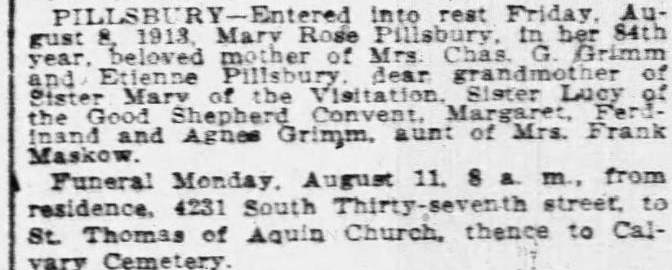 PILLSBURY—Entered into rest Friday, Au-
gust 8, 1913, Mary Rose Pillsbury, in her 84th
year, beloved mother of Mrs. Chas. G. Grimm
and Etienne Pillsbury, dear grandmother of
Sister Mary of the Visitation, Sister Lucy of
the Good Shepherd Convent, Margaret, Ferd-
inand and Agnes Grimm, aunt of Mrs. Frank
Maskow.
Funeral Monday, August 11, 8 a. m., from
residence, 4231 South Thirty-seventh street, to
St. Thomas of Aquin Church, thence to Cal-
vary Cemetery.